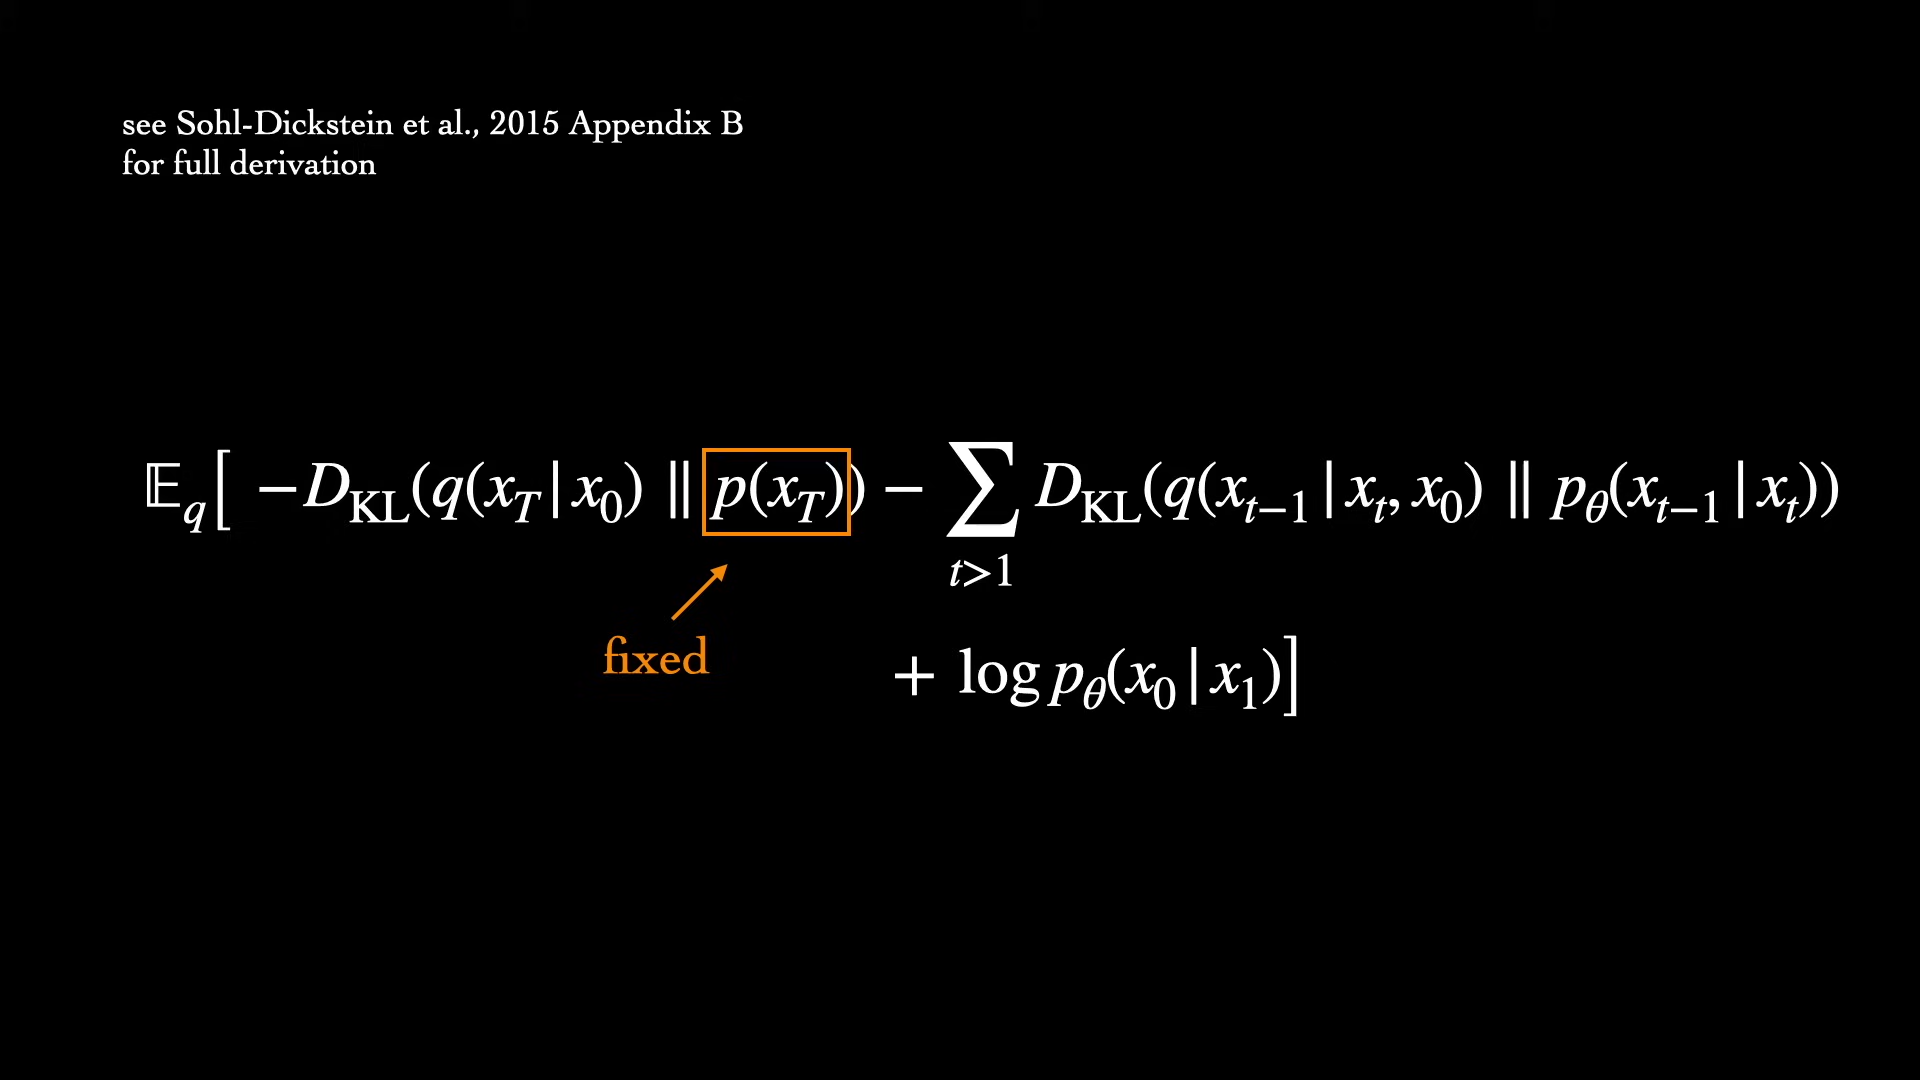 see Sohl-Dickstein et al., 2015 Appendix B
for full derivation
𝔼_q[ −D_KL(q(x_T|x_0) ‖ p(x_T)) − ∑_{t>1} D_KL(q(x_{t−1}|x_t, x_0) ‖ p_θ(x_{t−1}|x_t))
fixed
+ log p_θ(x_0|x_1)]